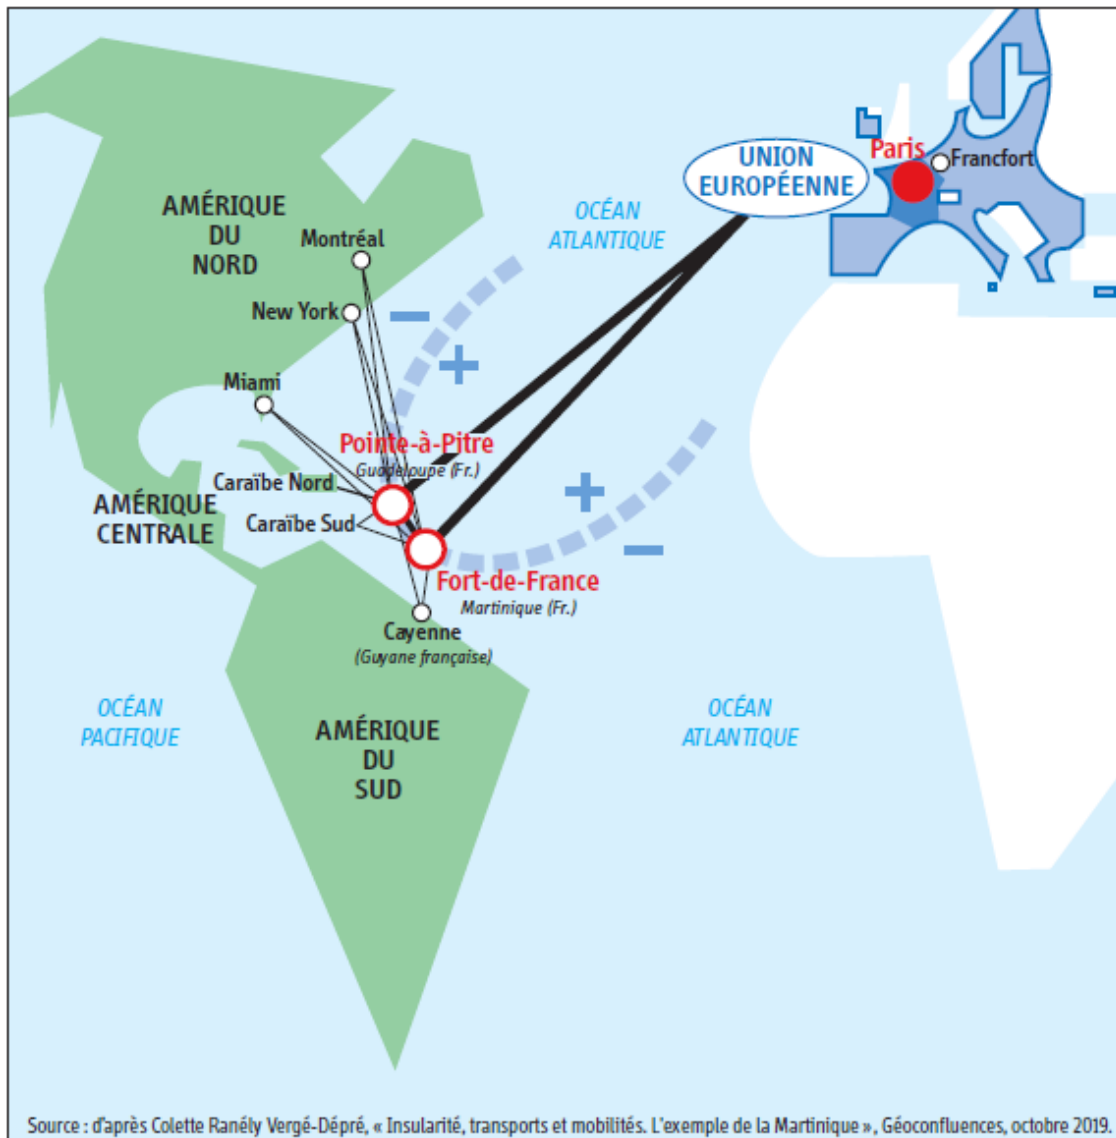 UNION
EUROPÉENNE
Paris
Francfort
AMÉRIQUE
DU
NORD
OCÉAN
ATLANTIQUE
Montréal
New York
Miami
Pointe-à-Pitre
Guadeloupe (Fr.)
Caraïbe Nord
AMÉRIQUE
CENTRALE
Caraïbe Sud
Fort-de-France
Martinique (Fr.)
Cayenne
(Guyane française)
OCÉAN
PACIFIQUE
AMÉRIQUE
DU
SUD
OCÉAN
ATLANTIQUE
Source : d'après Colette Ranély Vergé-Dépré, « Insularité, transports et mobilités. L'exemple de la Martinique », Géoconfluences, octobre 2019.